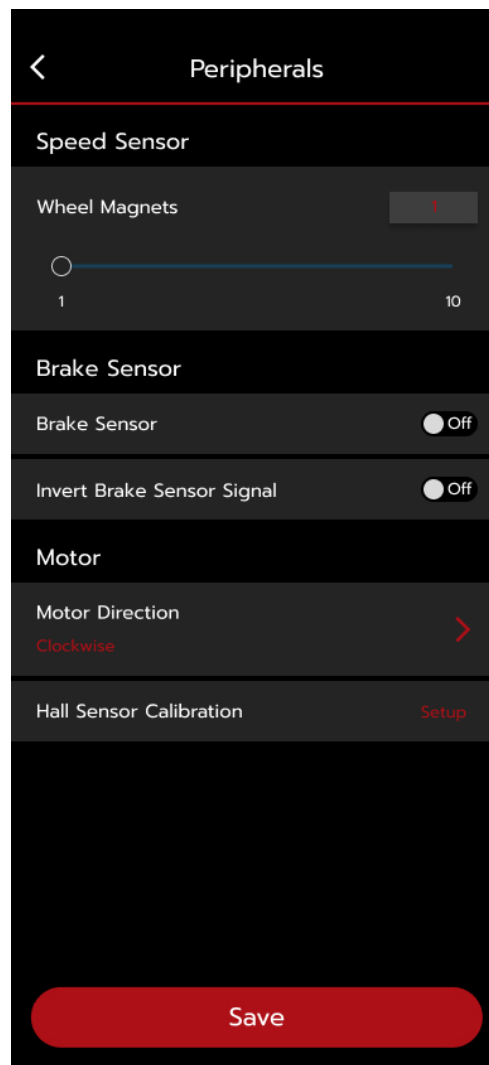 Peripherals
Speed Sensor
Wheel Magnets
1 10
Brake Sensor
Brake Sensor Off
Invert Brake Sensor Signal Off
Motor
Motor Direction
Clockwise
Hall Sensor Calibration Setup
Save